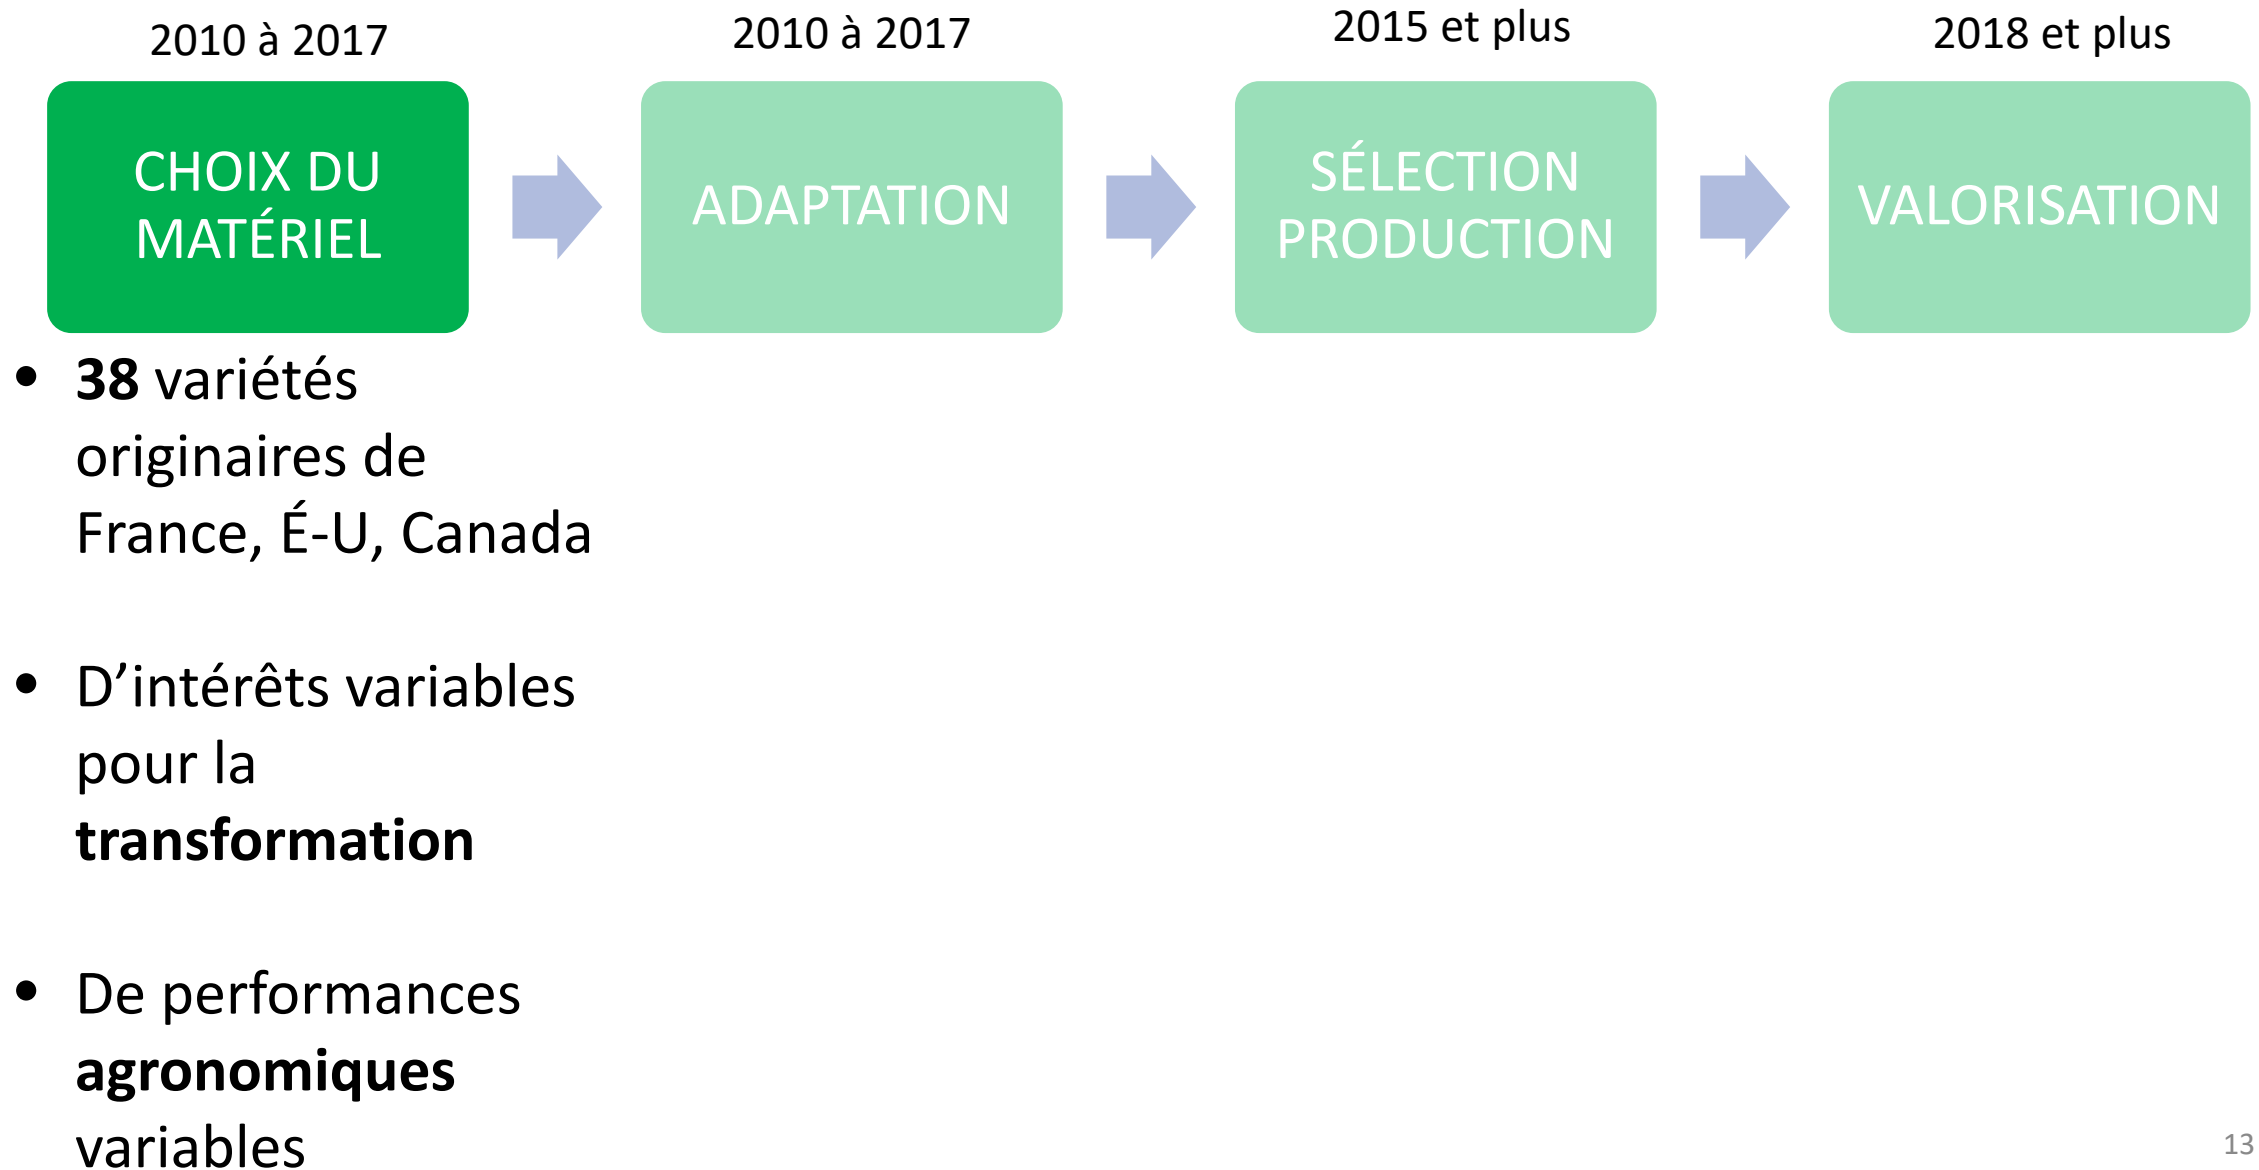 2010 à 2017
2010 à 2017
2015 et plus
2018 et plus
CHOIX DU
MATÉRIEL
ADAPTATION
SÉLECTION
PRODUCTION
VALORISATION
• 38 variétés
originaires de
France, É-U, Canada
• D’intérêts variables
pour la
transformation
• De performances
agronomiques
variables
13